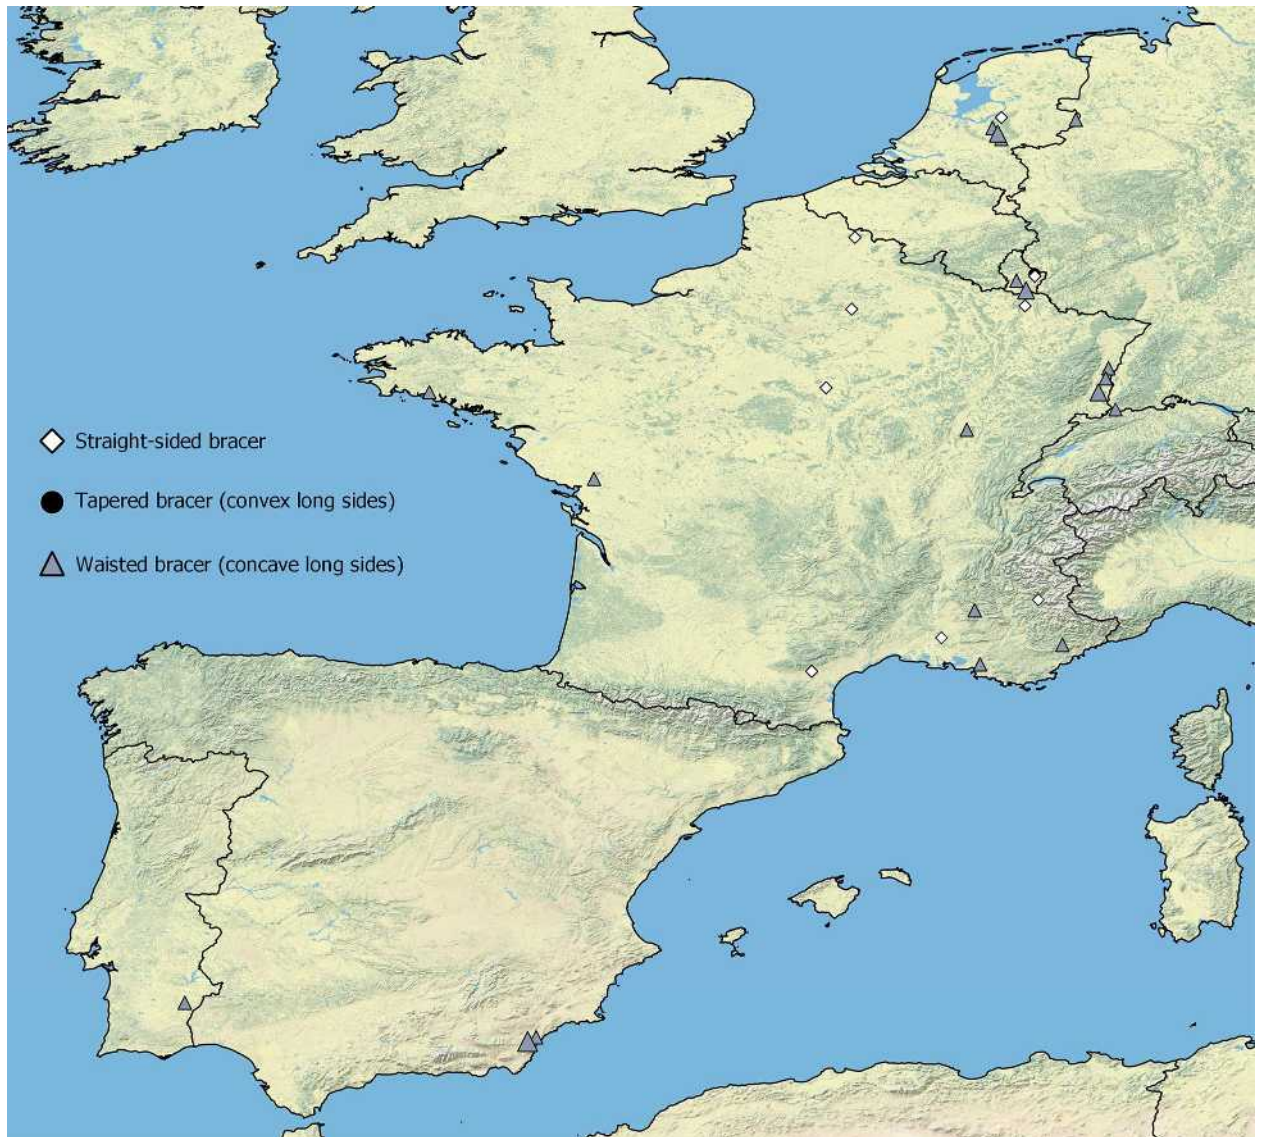 Straight-sided bracer
Tapered bracer (convex long sides)
Waisted bracer (concave long sides)